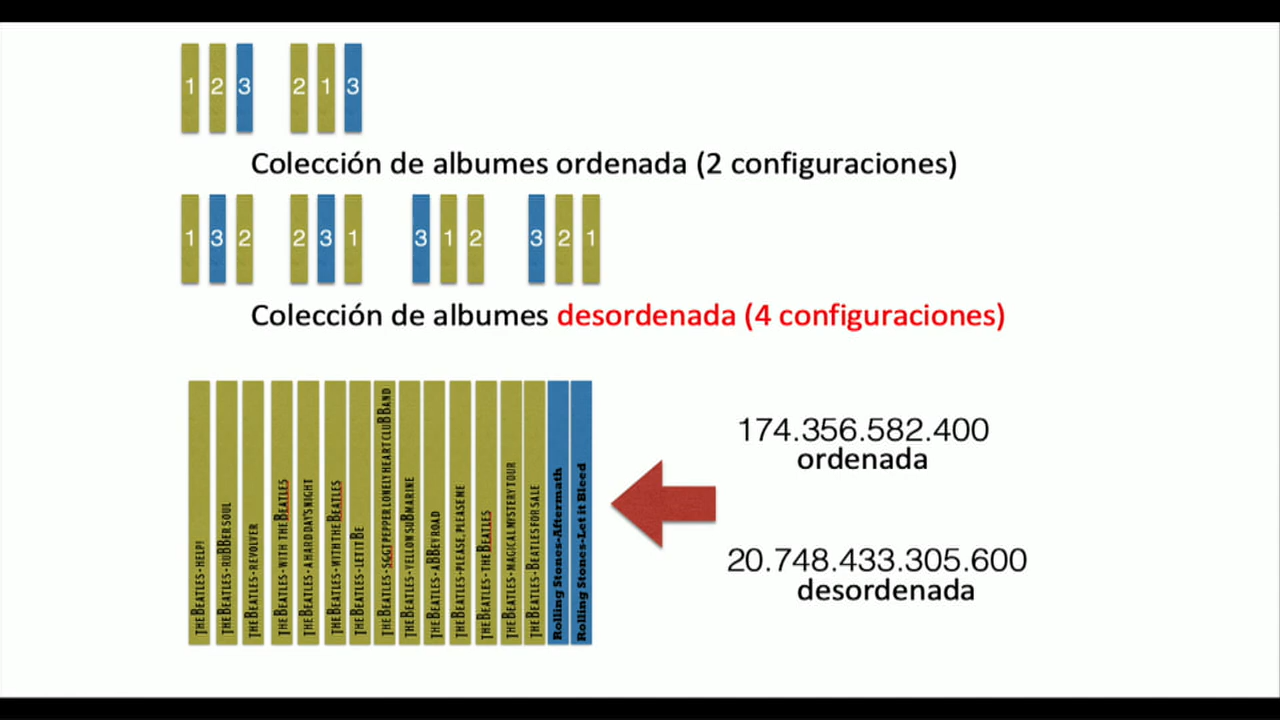 1 2 3 2 1 3
Colección de albumes ordenada (2 configuraciones)
1 3 2 2 3 1 3 1 2 3 2 1
Colección de albumes desordenada (4 configuraciones)
THE BEATLES - HELP!
THE BEATLES - RUBBER SOUL
THE BEATLES - REVOLVER
THE BEATLES - WITH THE BEATLES
THE BEATLES - A HARD DAY'S NIGHT
THE BEATLES - WITH THE BEATLES
THE BEATLES - LET IT BE
THE BEATLES - SGGT PEPPER LONELY HEART CLUB BAND
THE BEATLES - YELLOW SUBMARINE
THE BEATLES - ABBEY ROAD
THE BEATLES - PLEASE, PLEASE ME
THE BEATLES - THE BEATLES
THE BEATLES - MAGICAL MYSTERY TOUR
THE BEATLES - BEATLES FOR SALE
Rolling Stones-Aftermath
Rolling Stones-Let it Bleed
174.356.582.400
ordenada
20.748.433.305.600
desordenada